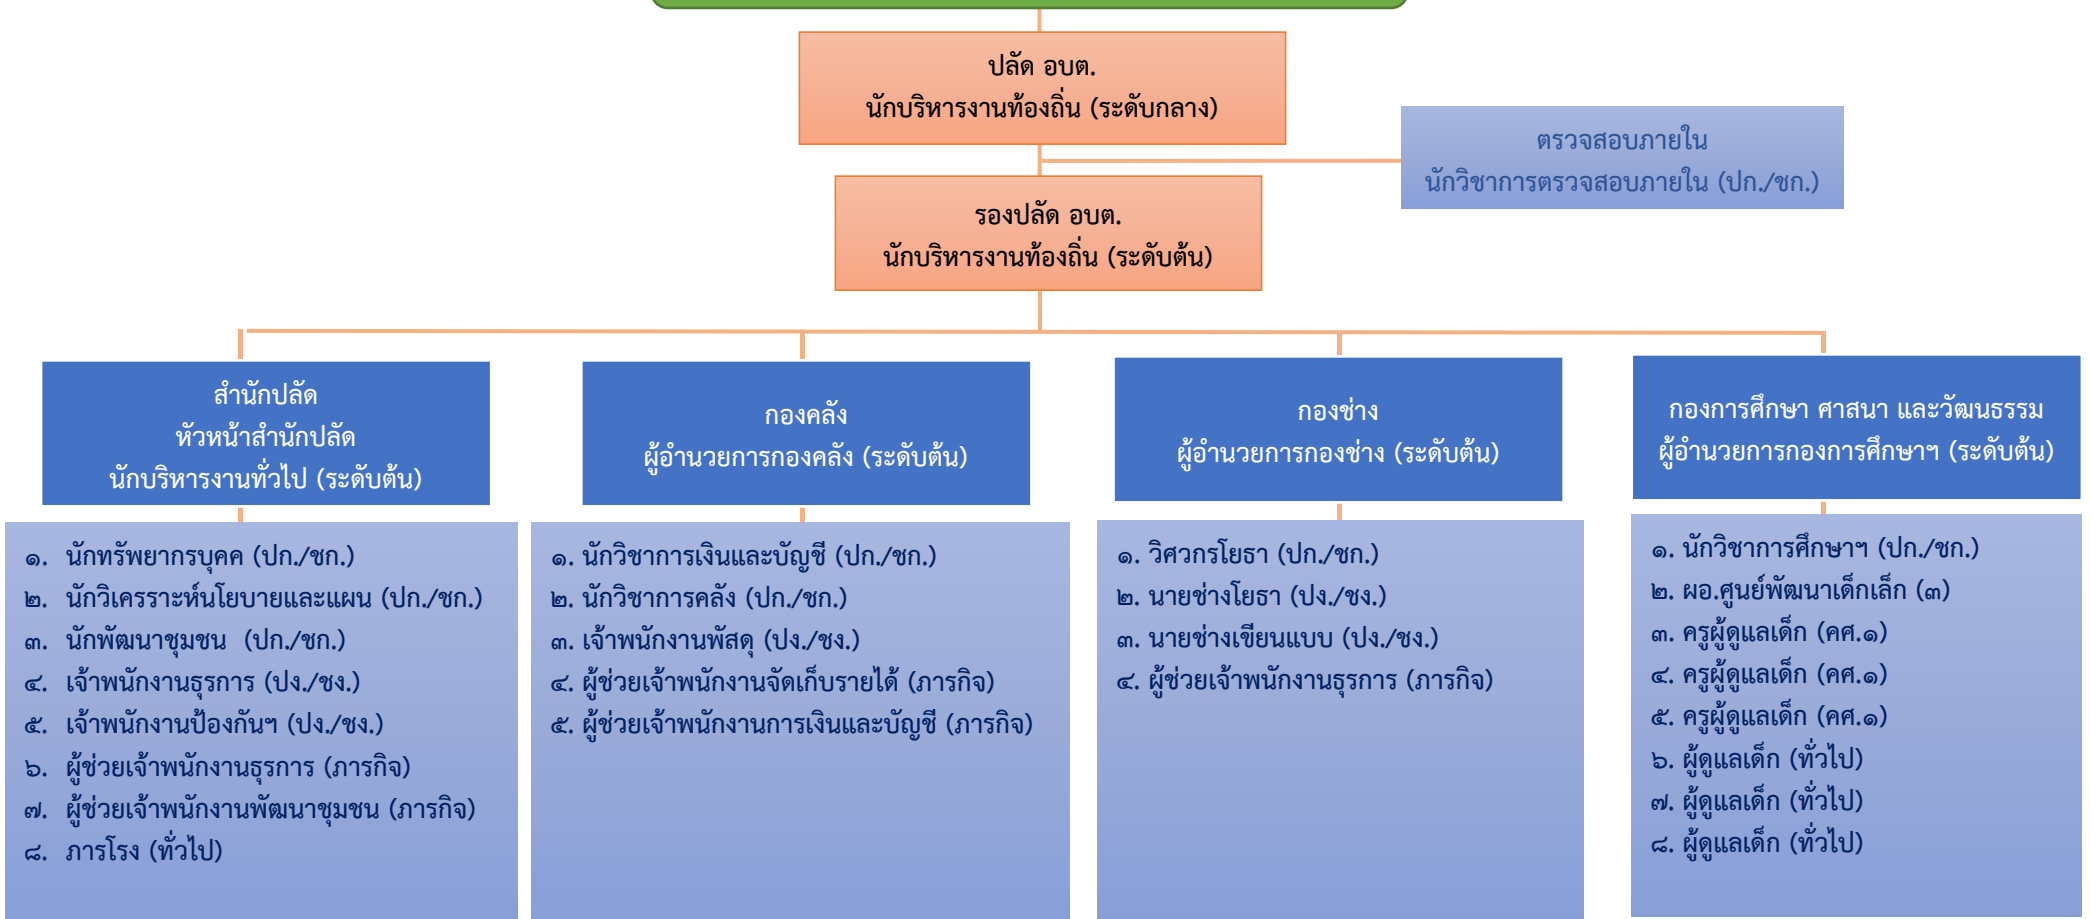 ปลัด อบต.
นักบริหารงานท้องถิ่น (ระดับกลาง)
ตรวจสอบภายใน
นักวิชาการตรวจสอบภายใน (ปก./ชก.)
รองปลัด อบต.
นักบริหารงานท้องถิ่น (ระดับต้น)
สำนักปลัด
หัวหน้าสำนักปลัด
นักบริหารงานทั่วไป (ระดับต้น)
๑. นักทรัพยากรบุคค (ปก./ชก.)
๒. นักวิเครราะห์นโยบายและแผน (ปก./ชก.)
๓. นักพัฒนาชุมชน (ปก./ชก.)
๔. เจ้าพนักงานธุรการ (ปง./ชง.)
๕. เจ้าพนักงานป้องกันฯ (ปง./ชง.)
๖. ผู้ช่วยเจ้าพนักงานธุรการ (ภารกิจ)
๗. ผู้ช่วยเจ้าพนักงานพัฒนาชุมชน (ภารกิจ)
๘. ภารโรง (ทั่วไป)
กองคลัง
ผู้อำนวยการกองคลัง (ระดับต้น)
๑. นักวิชาการเงินและบัญชี (ปก./ชก.)
๒. นักวิชาการคลัง (ปก./ชก.)
๓. เจ้าพนักงานพัสดุ (ปง./ชง.)
๔. ผู้ช่วยเจ้าพนักงานจัดเก็บรายได้ (ภารกิจ)
๕. ผู้ช่วยเจ้าพนักงานการเงินและบัญชี (ภารกิจ)
กองช่าง
ผู้อำนวยการกองช่าง (ระดับต้น)
๑. วิศวกรโยธา (ปก./ชก.)
๒. นายช่างโยธา (ปง./ชง.)
๓. นายช่างเขียนแบบ (ปง./ชง.)
๔. ผู้ช่วยเจ้าพนักงานธุรการ (ภารกิจ)
กองการศึกษา ศาสนา และวัฒนธรรม
ผู้อำนวยการกองการศึกษาฯ (ระดับต้น)
๑. นักวิชาการศึกษาฯ (ปก./ชก.)
๒. ผอ.ศูนย์พัฒนาเด็กเล็ก (๓)
๓. ครูผู้ดูแลเด็ก (คศ.๑)
๔. ครูผู้ดูแลเด็ก (คศ.๑)
๕. ครูผู้ดูแลเด็ก (คศ.๑)
๖. ผู้ดูแลเด็ก (ทั่วไป)
๗. ผู้ดูแลเด็ก (ทั่วไป)
๘. ผู้ดูแลเด็ก (ทั่วไป)